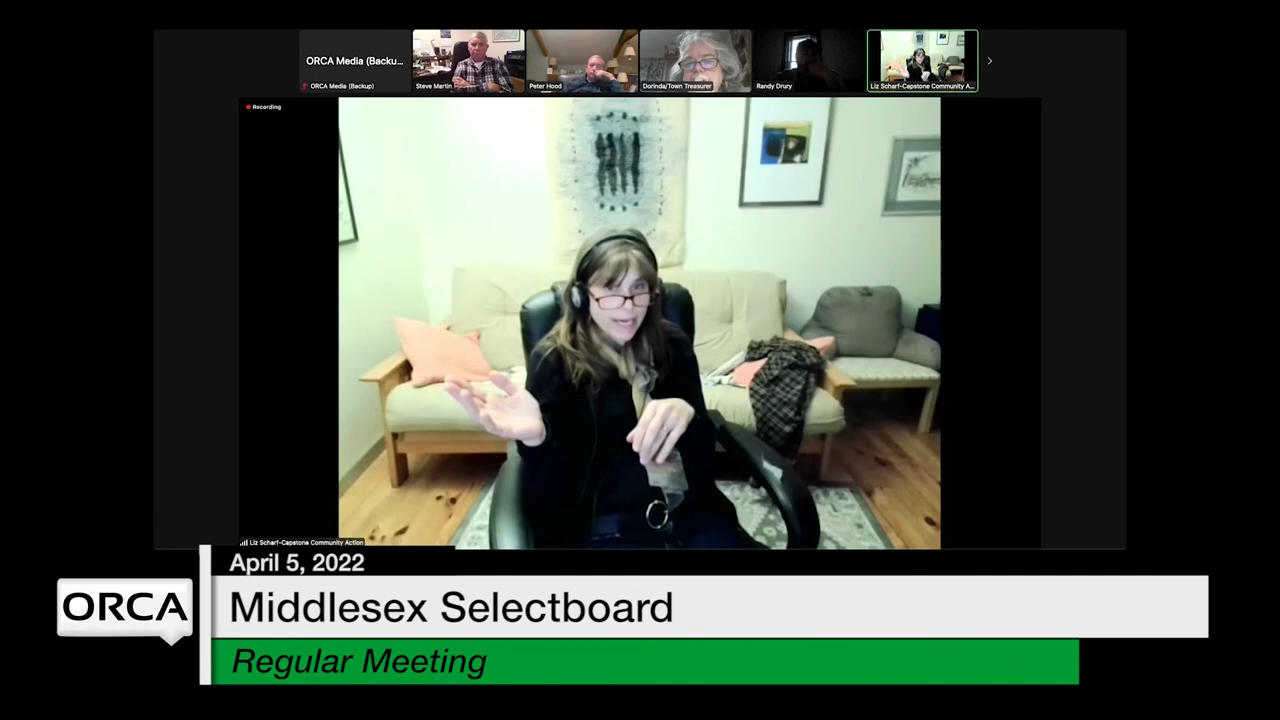 ORCA Media (Backu...
ORCA Media (Backup)
Steve Martin
Peter Hood
Dorinda/Town Treasurer
Randy Drury
Liz Scharf-Capstone Community A...
Recording
Liz Scharf-Capstone Community Action
April 5, 2022
ORCA
Middlesex Selectboard
Regular Meeting